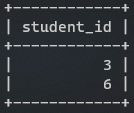 +------------+
| student_id |
+------------+
|          3 |
|          6 |
+------------+